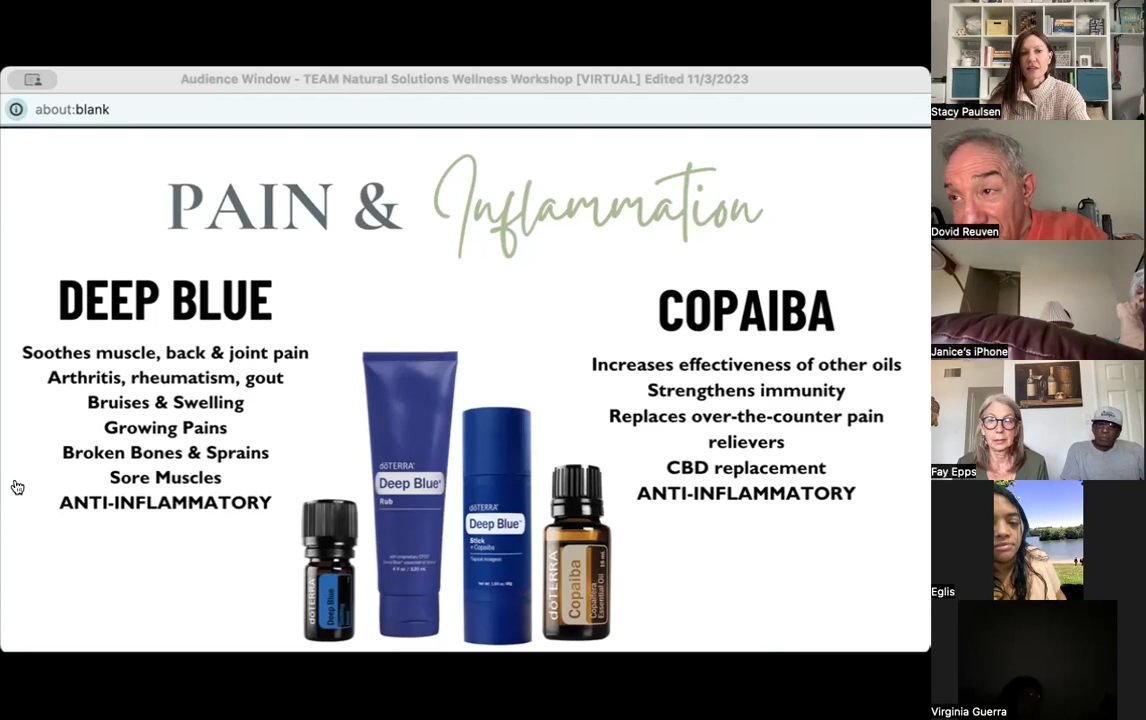 Audience Window - TEAM Natural Solutions Wellness Workshop [VIRTUAL] Edited 11/3/2023
about:blank
PAIN & Inflammation
DEEP BLUE
Soothes muscle, back & joint pain
Arthritis, rheumatism, gout
Bruises & Swelling
Growing Pains
Broken Bones & Sprains
Sore Muscles
ANTI-INFLAMMATORY
COPAIBA
Increases effectiveness of other oils
Strengthens immunity
Replaces over-the-counter pain
relievers
CBD replacement
ANTI-INFLAMMATORY
dōTERRA
Deep Blue
dōTERRA
Deep Blue
Rub
dōTERRA
Deep Blue
Stick
+ Copaiba
dōTERRA
Copaiba
Essential Oil
15 mL
Stacy Paulsen
Dovid Reuven
Janice's iPhone
Fay Epps
Eglis
Virginia Guerra